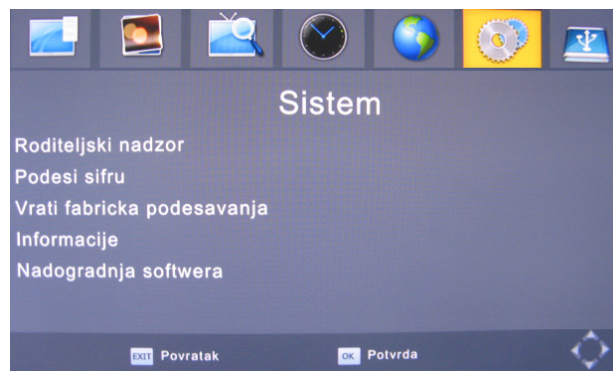 Sistem
Roditeljski nadzor
Podesi sifru
Vrati fabricka podesavanja
Informacije
Nadogradnja softwera
EXIT Povratak OK Potvrda